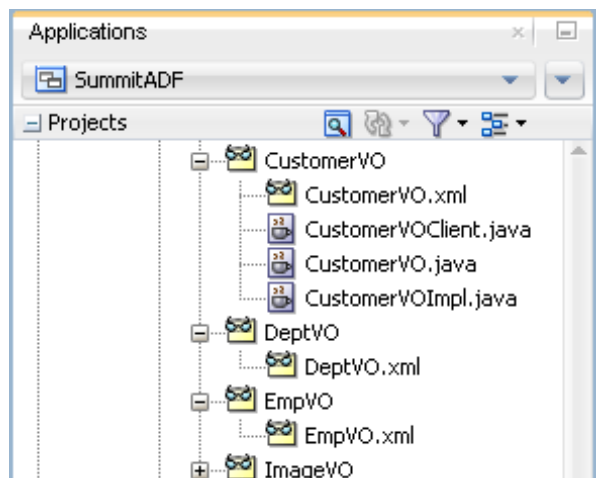 Applications
SummitADF
Projects
CustomerVO
CustomerVO.xml
CustomerVOClient.java
CustomerVO.java
CustomerVOImpl.java
DeptVO
DeptVO.xml
EmpVO
EmpVO.xml
ImageVO